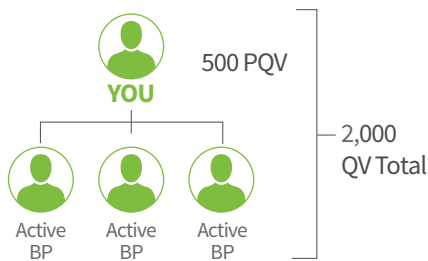 500 PQV
YOU
2,000
QV Total
Active
BP
Active
BP
Active
BP